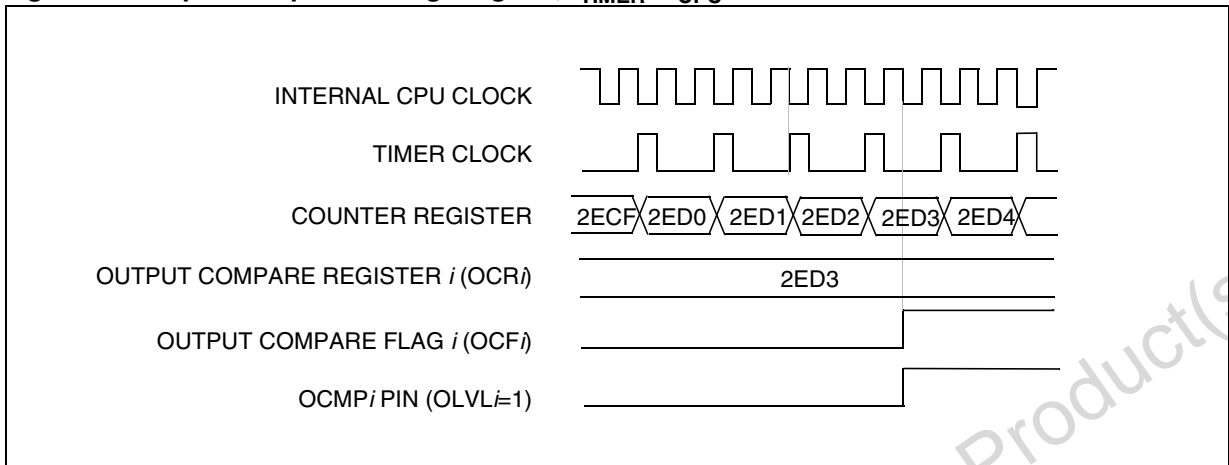 INTERNAL CPU CLOCK
TIMER CLOCK
COUNTER REGISTER
2ECF 2ED0 2ED1 2ED2 2ED3 2ED4
OUTPUT COMPARE REGISTER i (OCRi)
2ED3
OUTPUT COMPARE FLAG i (OCFi)
OCMPi PIN (OLVLi=1)